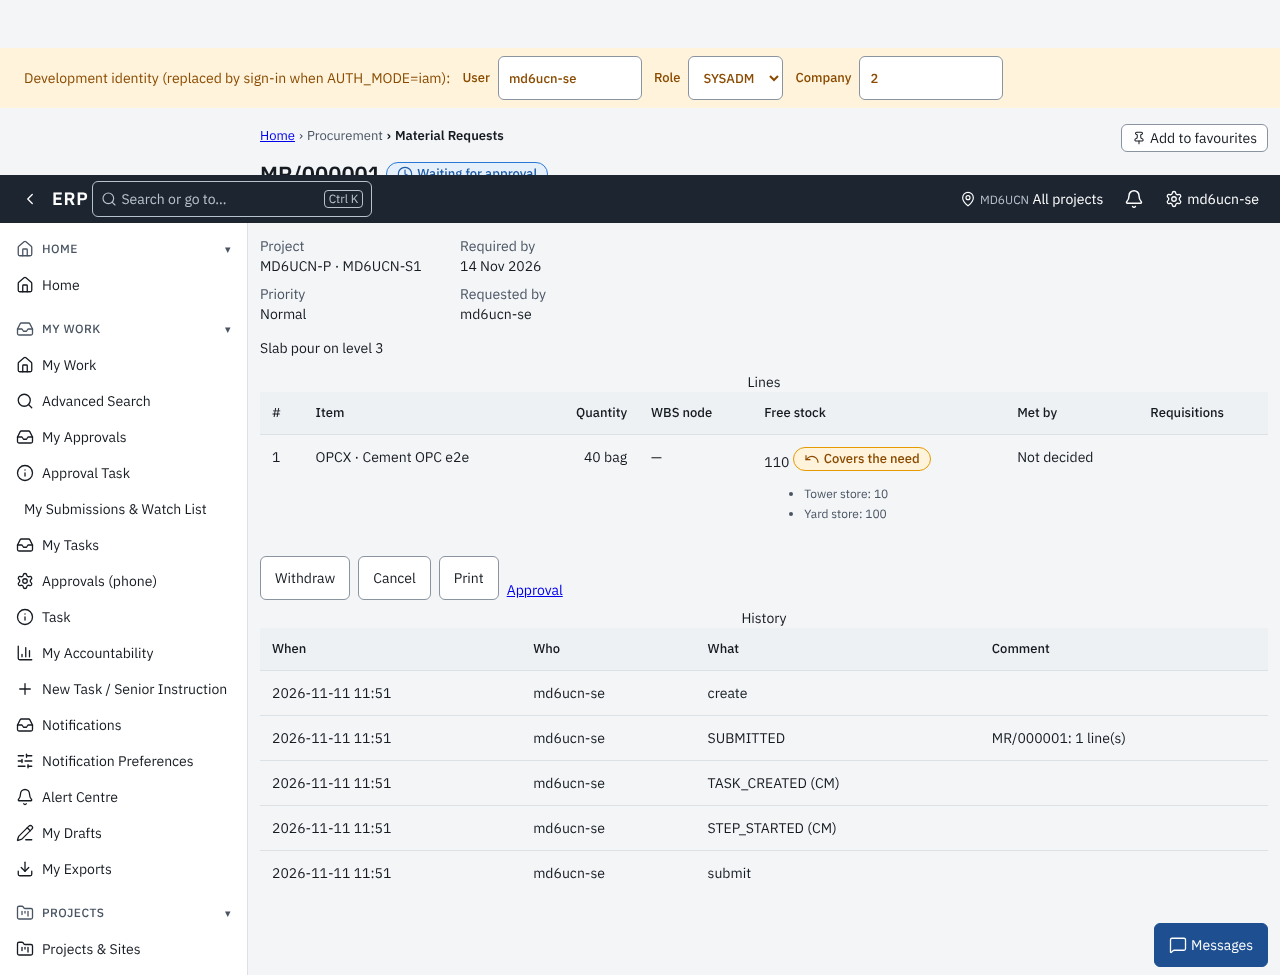 Development identity (replaced by sign-in when AUTH_MODE=iam): User md6ucn-se Role SYSADM Company 2
Home › Procurement › Material Requests
Add to favourites
MR/000001 Waiting for approval
ERP Search or go to... Ctrl K MD6UCN All projects md6ucn-se
HOME
Home
MY WORK
My Work
Advanced Search
My Approvals
Approval Task
My Submissions & Watch List
My Tasks
Approvals (phone)
Task
My Accountability
New Task / Senior Instruction
Notifications
Notification Preferences
Alert Centre
My Drafts
My Exports
PROJECTS
Projects & Sites
Project Required by
MD6UCN-P · MD6UCN-S1 14 Nov 2026
Priority Requested by
Normal md6ucn-se
Slab pour on level 3
Lines
# Item Quantity WBS node Free stock Met by Requisitions
1 OPCX · Cement OPC e2e 40 bag — 110 Covers the need Not decided
• Tower store: 10
• Yard store: 100
Withdraw Cancel Print Approval
History
When Who What Comment
2026-11-11 11:51 md6ucn-se create
2026-11-11 11:51 md6ucn-se SUBMITTED MR/000001: 1 line(s)
2026-11-11 11:51 md6ucn-se TASK_CREATED (CM)
2026-11-11 11:51 md6ucn-se STEP_STARTED (CM)
2026-11-11 11:51 md6ucn-se submit
Messages